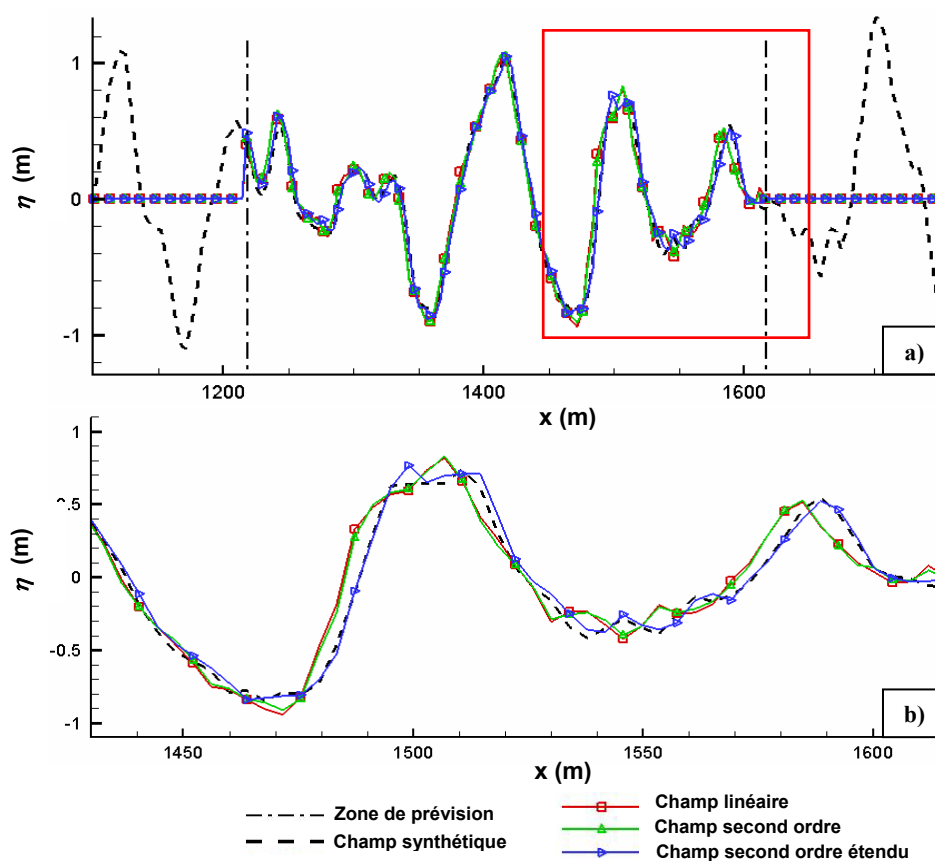 1
0
-1
η (m)
a)
1200
1400
1600
x (m)
1
.5
0
-0.5
-1
η (m)
b)
1450
1500
1550
1600
x (m)
Zone de prévision
Champ synthétique
Champ linéaire
Champ second ordre
Champ second ordre étendu